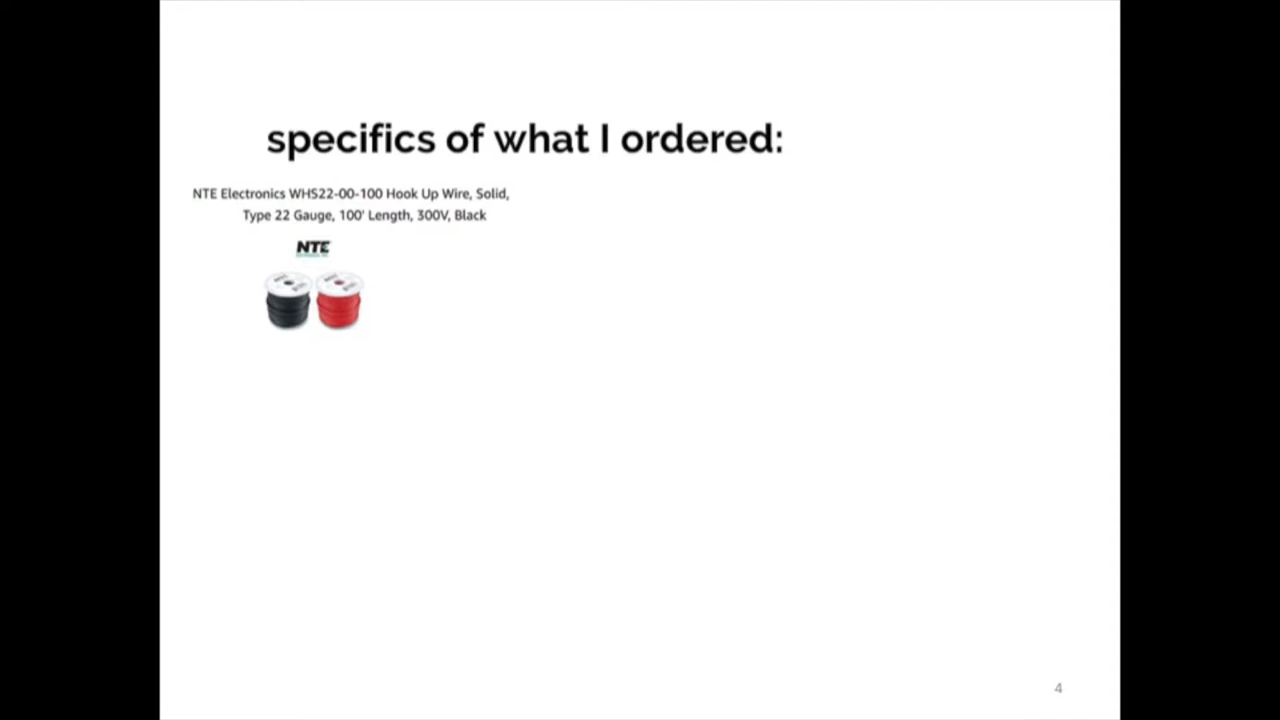 specifics of what I ordered:
NTE Electronics WHS22-00-100 Hook Up Wire, Solid,
Type 22 Gauge, 100' Length, 300V, Black
NTE
4